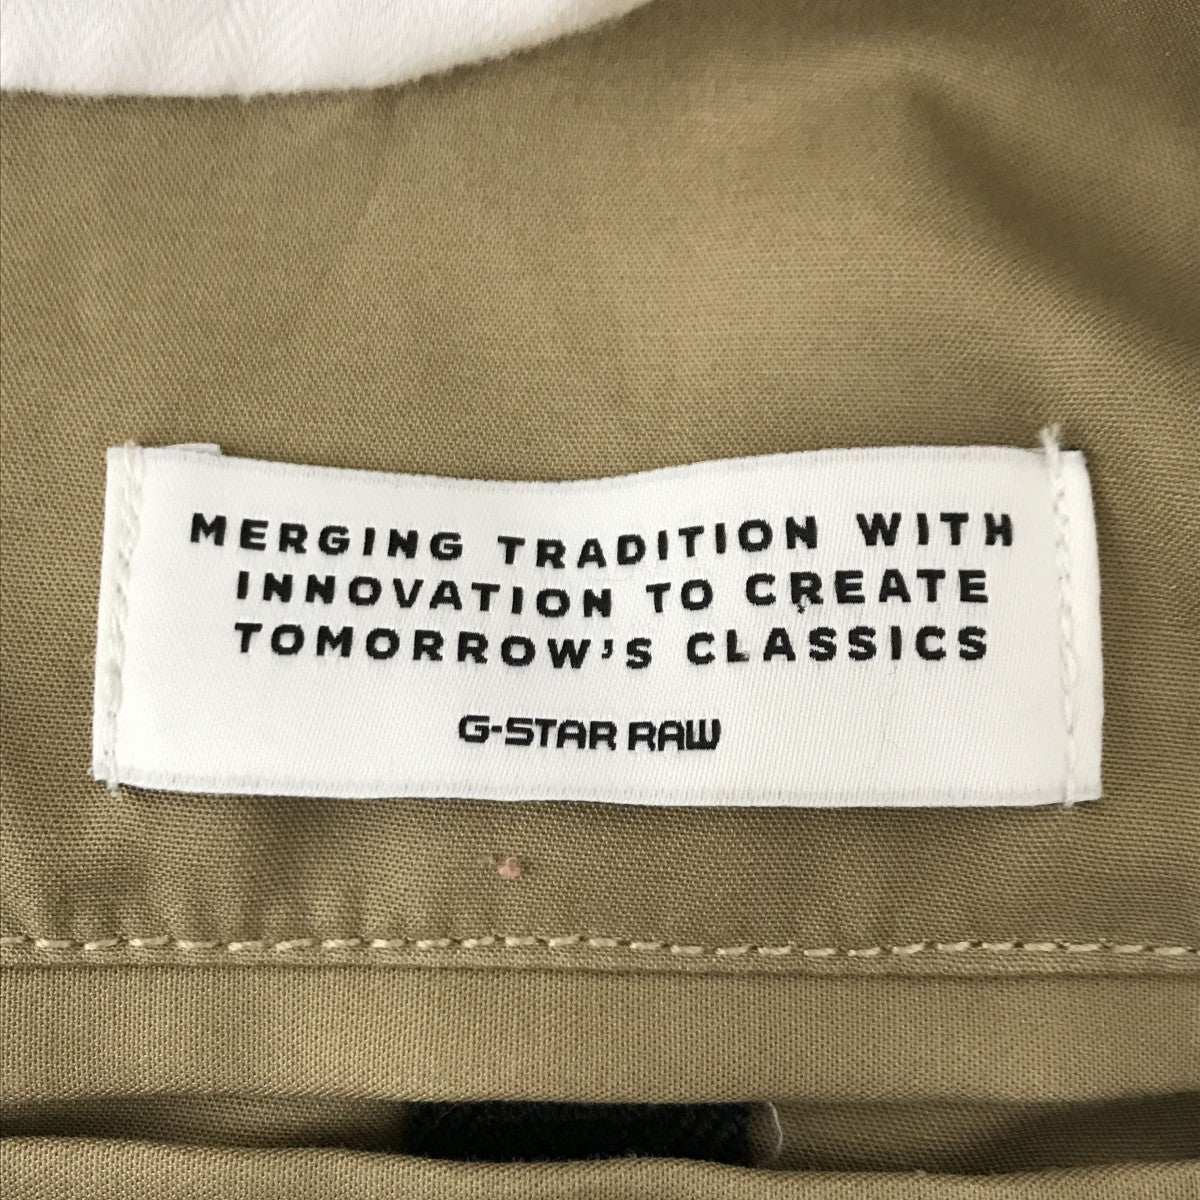 MERGING TRADITION WITH
INNOVATION TO CREATE
TOMORROW'S CLASSICS
G-STAR RAW